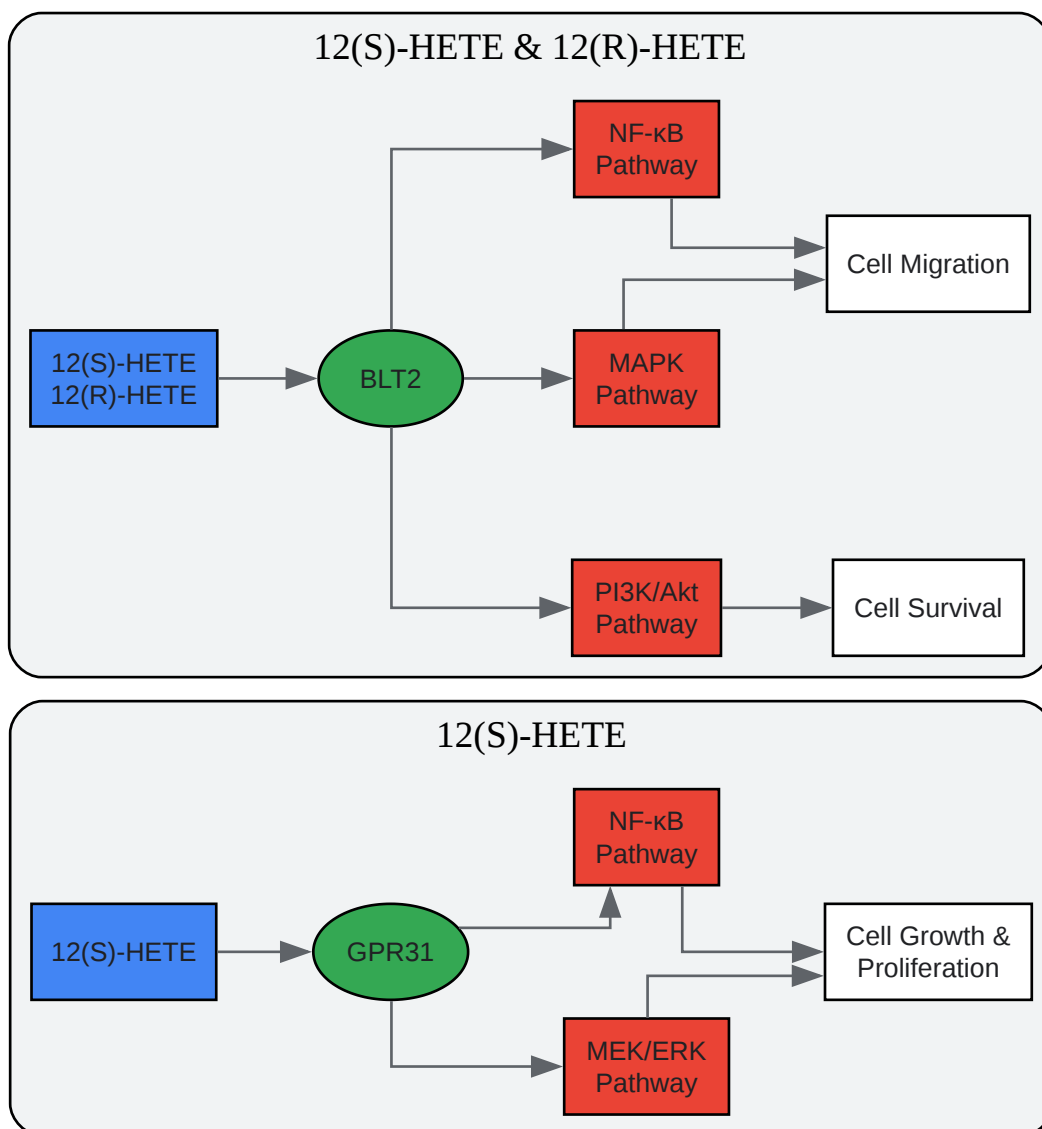 12(S)-HETE & 12(R)-HETE
NF-κB
Pathway
Cell Migration
12(S)-HETE
12(R)-HETE
BLT2
MAPK
Pathway
PI3K/Akt
Pathway
Cell Survival
12(S)-HETE
NF-κB
Pathway
12(S)-HETE
GPR31
Cell Growth &
Proliferation
MEK/ERK
Pathway